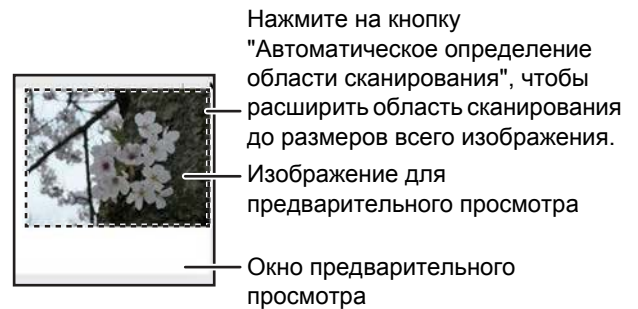 Нажмите на кнопку
"Автоматическое определение
области сканирования", чтобы
расширить область сканирования
до размеров всего изображения.
Изображение для
предварительного просмотра
Окно предварительного
просмотра